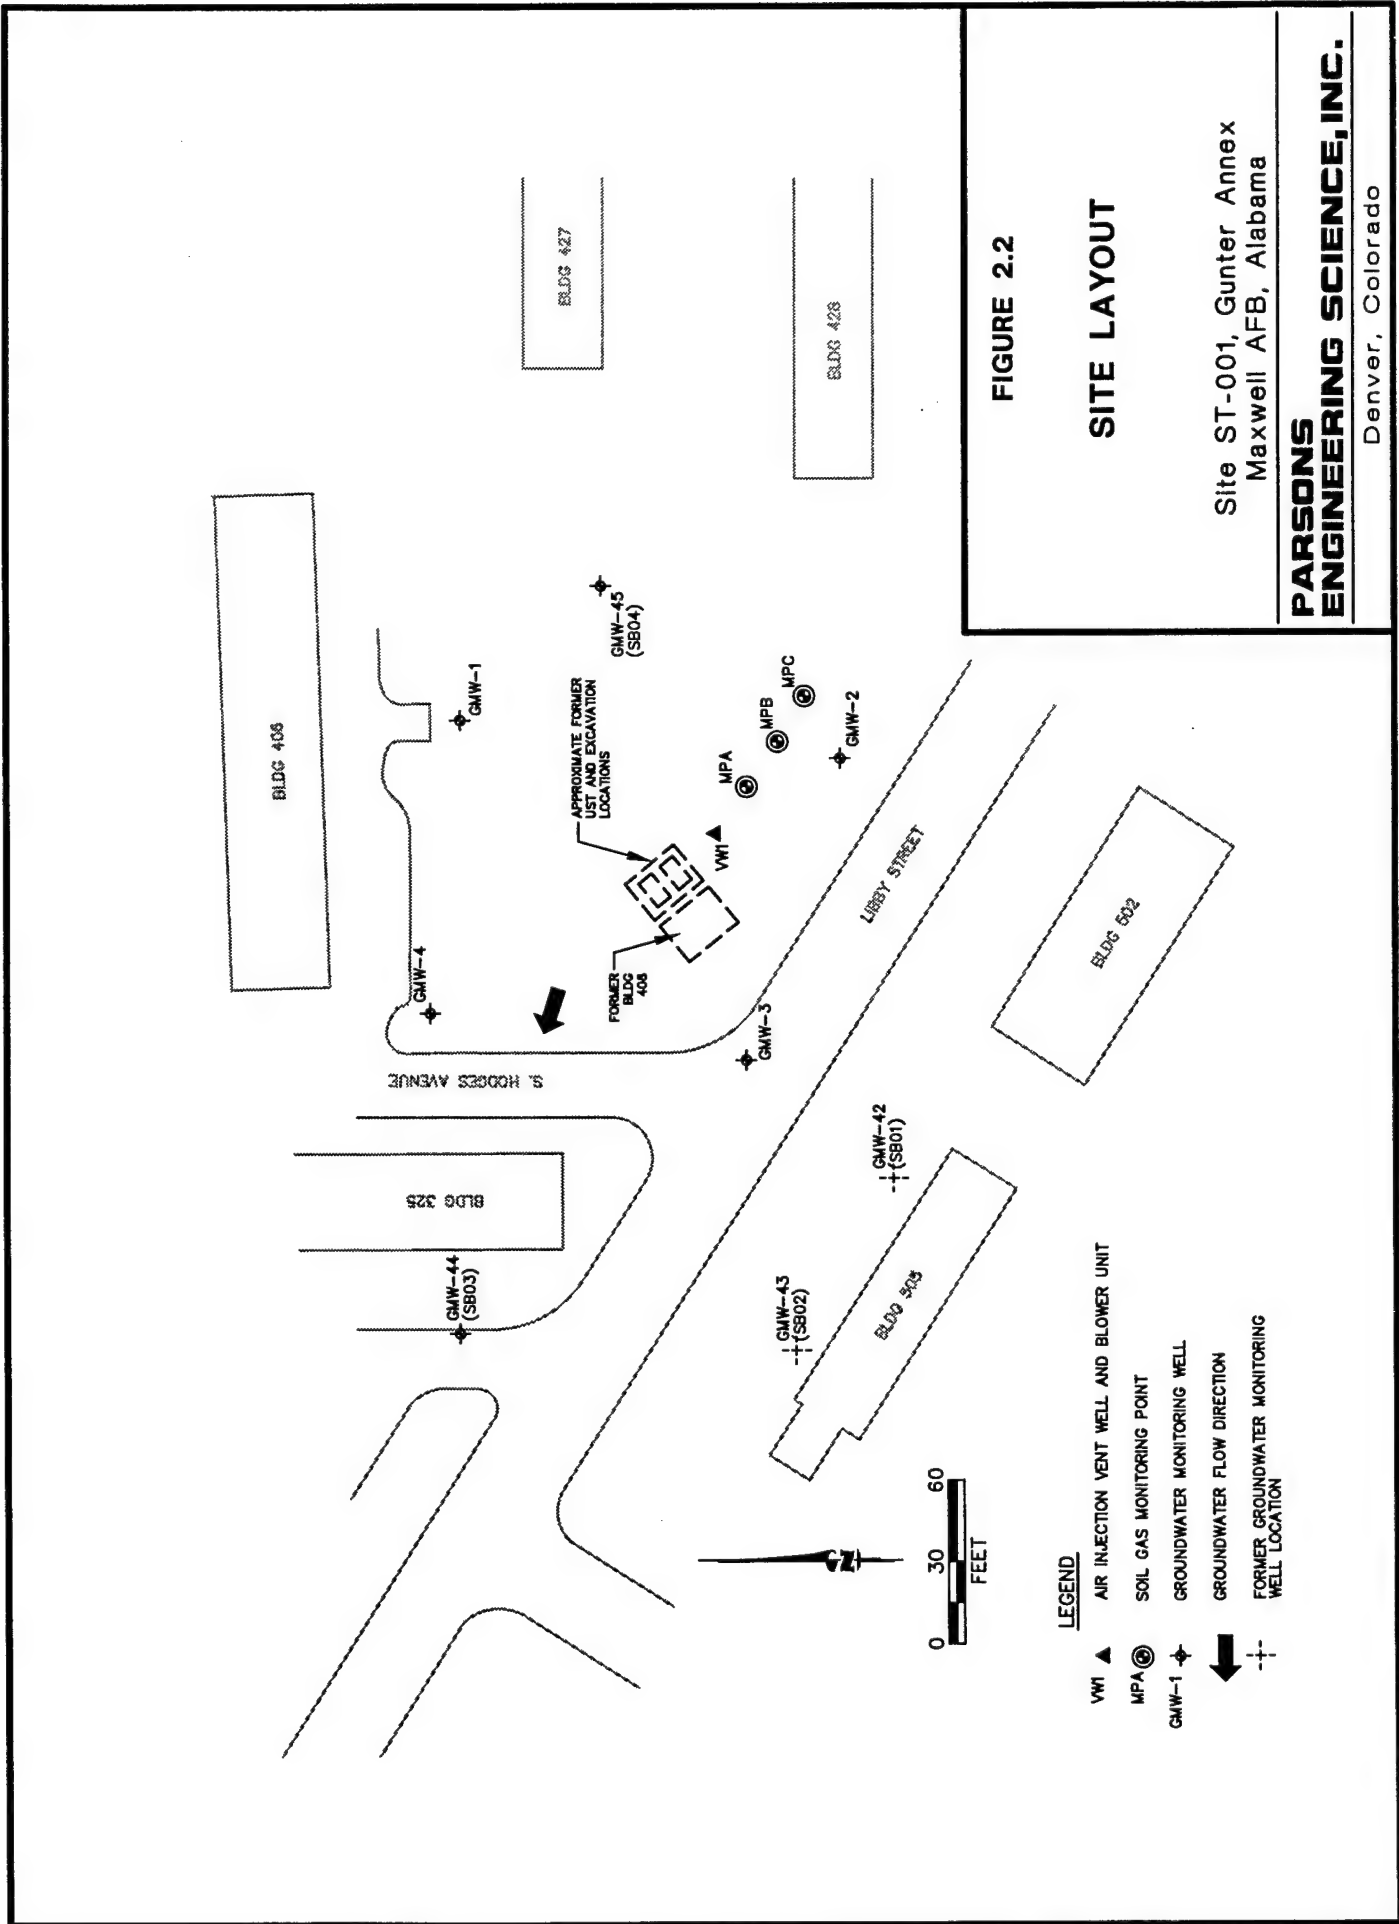 BLDG 406
BLDG 427
BLDG 428
GMW-1
GMW-45
(SB04)
APPROXIMATE FORMER
UST AND EXCAVATION
LOCATIONS
GMW-4
FORMER
BLDG
406
VW1
MPA
MPB
MPC
GMW-2
GMW-3
S. HODGES AVENUE
LIBBY STREET
BLDG 325
GMW-44
(SB03)
GMW-42
(SB01)
GMW-43
(SB02)
BLDG 502
BLDG 505
N
0 30 60
FEET
LEGEND
VW1 AIR INJECTION VENT WELL AND BLOWER UNIT
MPA SOIL GAS MONITORING POINT
GMW-1 GROUNDWATER MONITORING WELL
GROUNDWATER FLOW DIRECTION
FORMER GROUNDWATER MONITORING
WELL LOCATION
FIGURE 2.2
SITE LAYOUT
Site ST-001, Gunter Annex
Maxwell AFB, Alabama
PARSONS
ENGINEERING SCIENCE, INC.
Denver, Colorado